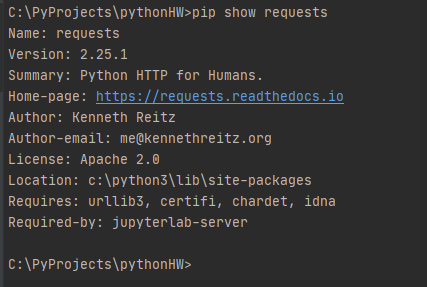 C:\PyProjects\pythonHW>pip show requests
Name: requests
Version: 2.25.1
Summary: Python HTTP for Humans.
Home-page: https://requests.readthedocs.io
Author: Kenneth Reitz
Author-email: me@kennethreitz.org
License: Apache 2.0
Location: c:\python3\lib\site-packages
Requires: urllib3, certifi, chardet, idna
Required-by: jupyterlab-server
C:\PyProjects\pythonHW>